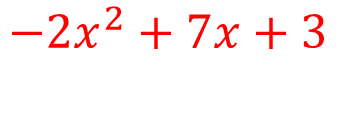 −2x² + 7x + 3